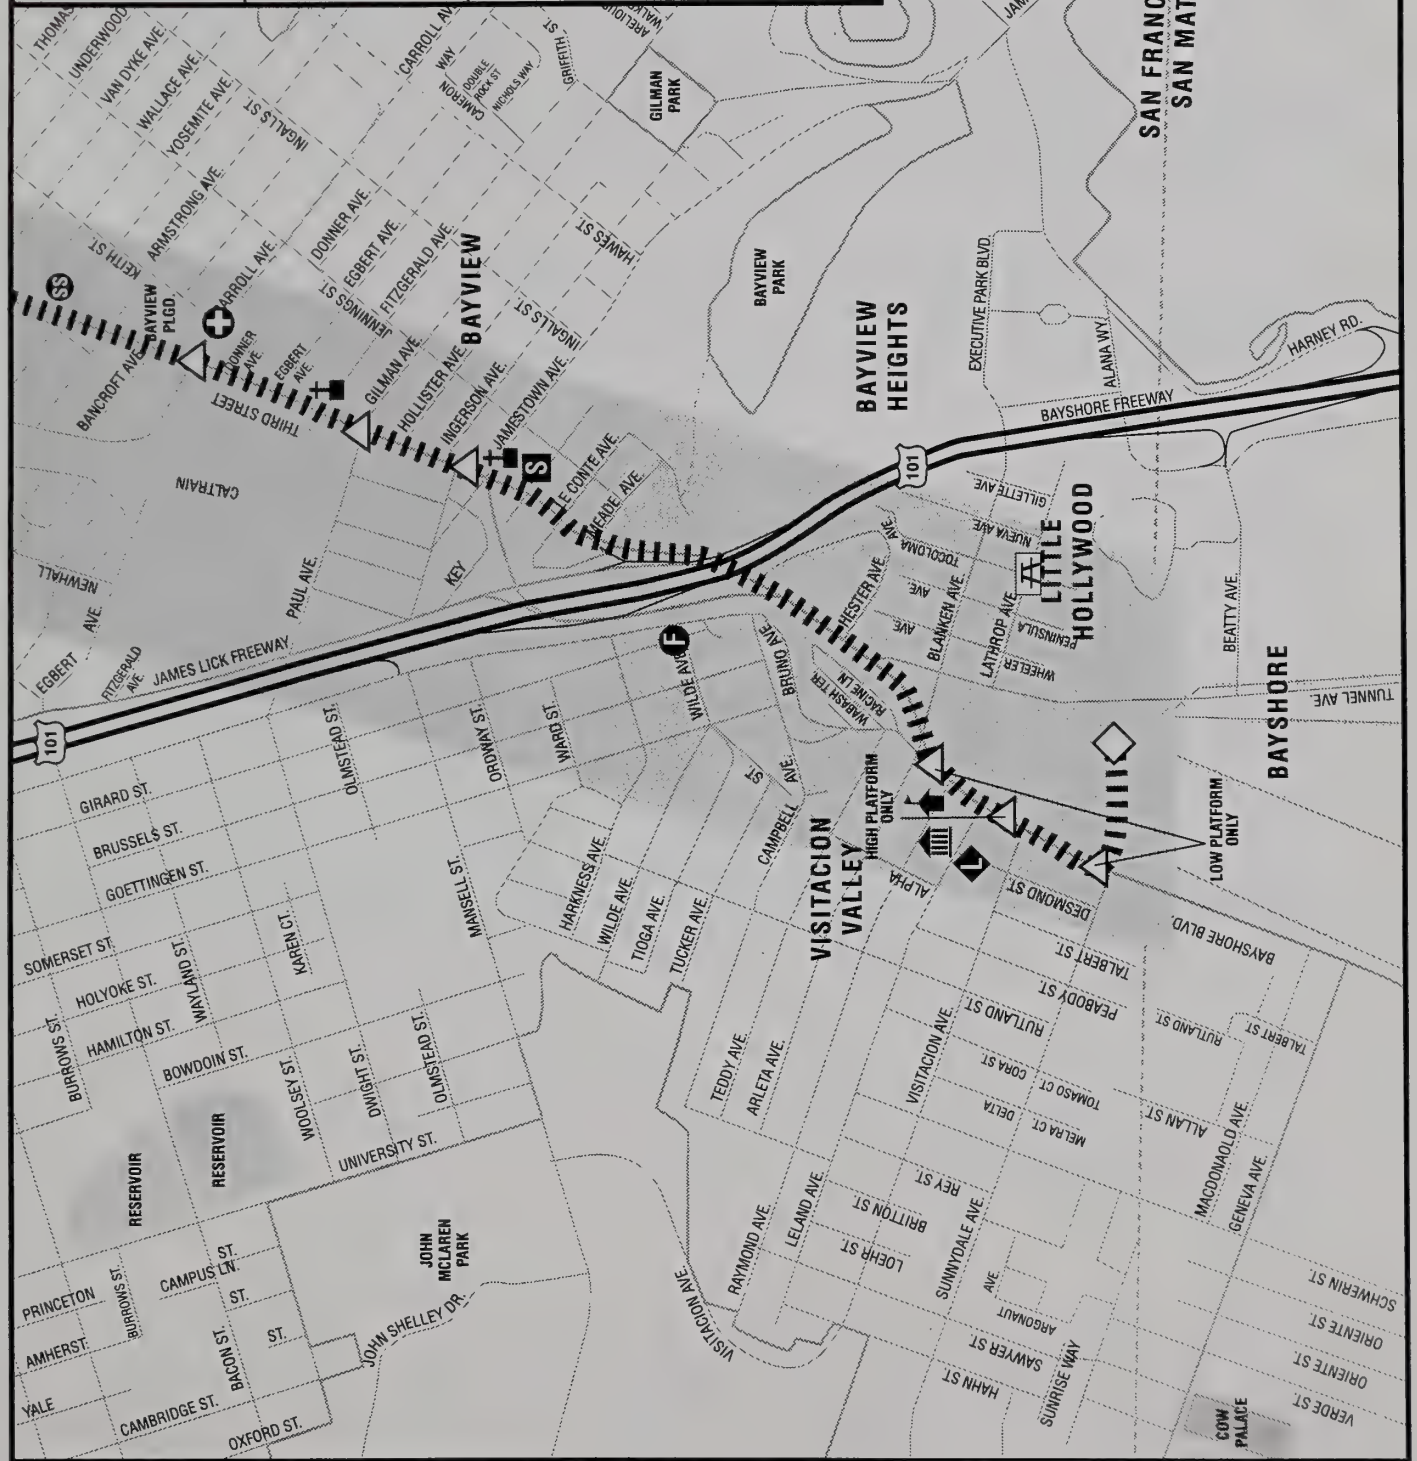 THOMAS
UNDERWOOD
VAN DYKE AVE.
WALLACE AVE.
YOSEMITE AVE.
INGALLS ST
CARROLL AV
CAMERON
WAY
DOUBLE
ROCK ST
NICHOLS WAY
GRIFFITH
ST
ARELIOUS
WALK
GILMAN
PARK
JAM
SAN FRANC
SAN MAT
KEITH ST.
ARMSTRONG AVE.
CARROLL AVE.
DONNER AVE.
EGBERT AVE.
FITZGERALD AVE.
JENNINGS ST
HAWES ST.
INGALLS ST.
BAYVIEW
SS
BAYVIEW
PLGD.
BANCROFT AVE.
DONNER
AVE.
EGBERT
AVE.
THIRD STREET
GILMAN AVE.
HOLLISTER AVE.
INGERSON AVE.
JAMESTOWN AVE.
S
LE CONTE AVE.
MEADE AVE.
BAYVIEW
PARK
BAYVIEW
HEIGHTS
EXECUTIVE PARK BLVD.
ALANA WY.
HARNEY RD.
BAYSHORE FREEWAY
101
CALTRAIN
NEWHALL
AVE.
EGBERT
FITZGERALD
AVE.
PAUL AVE.
KEY
JAMES LICK FREEWAY
101
GILLETTE AVE
NUEVA AVE.
TOCOLOMA
AVE
LITTLE
HOLLYWOOD
HESTER AVE.
AVE
AVE
BLANKEN AVE.
LATHROP AVE.
PENINSULA
WHEELER
BEATTY AVE.
TUNNEL AVE
BAYSHORE
F
WILDE AVE.
BRUNO AVE
WABASH TER
RACINE LN
GIRARD ST.
BRUSSELS ST.
GOETTINGEN ST.
SOMERSET ST.
HOLYOKE ST.
HAMILTON ST.
BOWDOIN ST.
OLMSTEAD ST.
ORDWAY ST.
WARD ST.
MANSELL ST.
HARKNESS AVE.
WILDE AVE.
TIOGA AVE.
TUCKER AVE.
CAMPBELL
AVE.
ST
VISITACION
VALLEY
HIGH PLATFORM
ONLY
LOW PLATFORM
ONLY
L
ALPHA
DESMOND ST
TALBERT ST
PEABODY ST
RUTLAND ST
BAYSHORE BLVD.
RUTLAND ST
TALBERT ST
BURROWS ST.
WAYLAND ST.
KAREN CT.
WOOLSEY ST.
DWIGHT ST.
OLMSTEAD ST.
UNIVERSITY ST.
RESERVOIR
RESERVOIR
TEDDY AVE.
ARLETA AVE.
VISITACION AVE.
CORA ST
TOMASO CT.
DELTA
MELRA CT.
ALLAN ST
MACDONAOLD AVE.
GENEVA AVE.
RAYMOND AVE.
LELAND AVE.
REY ST
BRITTON ST
LOEHR ST
SUNNYDALE AVE.
ARGONAUT
AVE.
SAWYER ST
HAHN ST
SUNRISE WAY
SCHWERIN ST
ORIENTE ST
ORIENTE ST
VERDE ST
COW
PALACE
PRINCETON
ST.
AMHERST
ST.
YALE
ST.
BURROWS ST.
CAMPUS LN.
BACON ST.
CAMBRIDGE ST.
OXFORD ST.
JOHN
MCLAREN
PARK
JOHN SHELLEY DR.
VISITACION AVE.